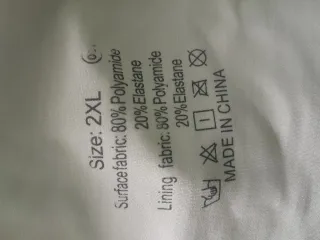 Size: 2XL
Surface fabric: 80% Polyamide
20% Elastane
Lining fabric: 80% Polyamide
20% Elastane
MADE IN CHINA